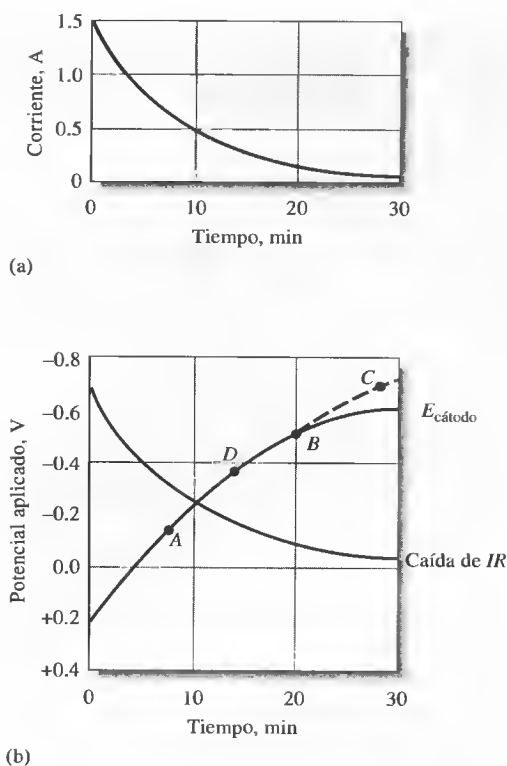 1.5
1.0
0.5
0
Corriente, A
0
10
20
30
Tiempo, min
(a)
−0.8
−0.6
−0.4
−0.2
0.0
+0.2
+0.4
Potencial aplicado, V
A
D
B
C
E cátodo
Caída de IR
0
10
20
30
Tiempo, min
(b)